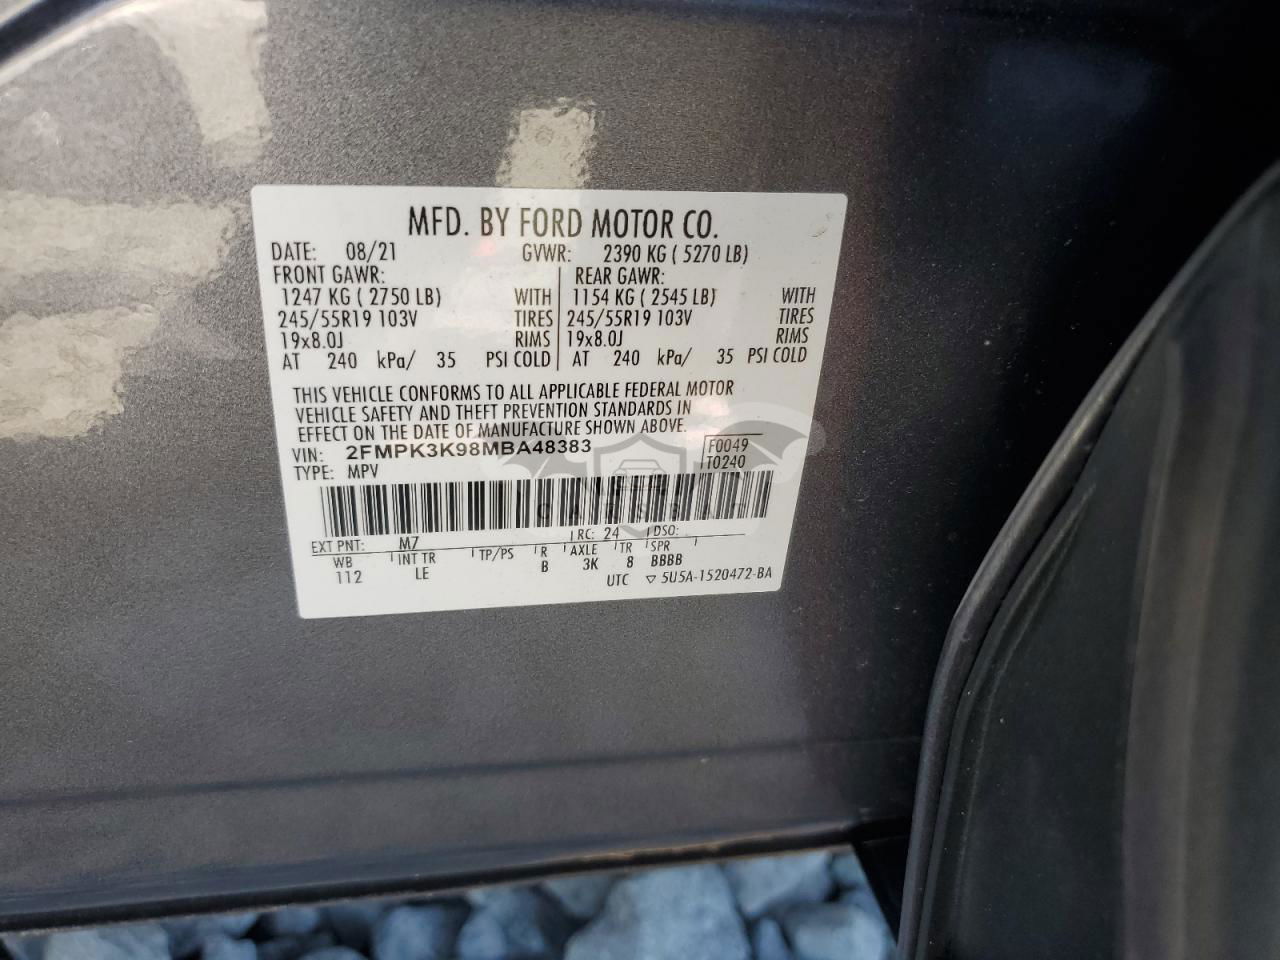 MFD. BY FORD MOTOR CO.
DATE: 08/21 GVWR: 2390 KG ( 5270 LB)
FRONT GAWR: REAR GAWR:
1247 KG ( 2750 LB) WITH 1154 KG ( 2545 LB) WITH
245/55R19 103V TIRES 245/55R19 103V TIRES
19x8.0J RIMS 19x8.0J RIMS
AT 240 kPa/ 35 PSI COLD AT 240 kPa/ 35 PSI COLD
THIS VEHICLE CONFORMS TO ALL APPLICABLE FEDERAL MOTOR
VEHICLE SAFETY AND THEFT PREVENTION STANDARDS IN
EFFECT ON THE DATE OF MANUFACTURE SHOWN ABOVE.
VIN: 2FMPK3K98MBA48383 F0049
TYPE: MPV T0240
EXT PNT: M7 RC: 24 DSO:
WB INT TR TP/PS R AXLE TR SPR
112 LE B 3K 8 BBBB
UTC ▽ 5U5A-1520472-BA